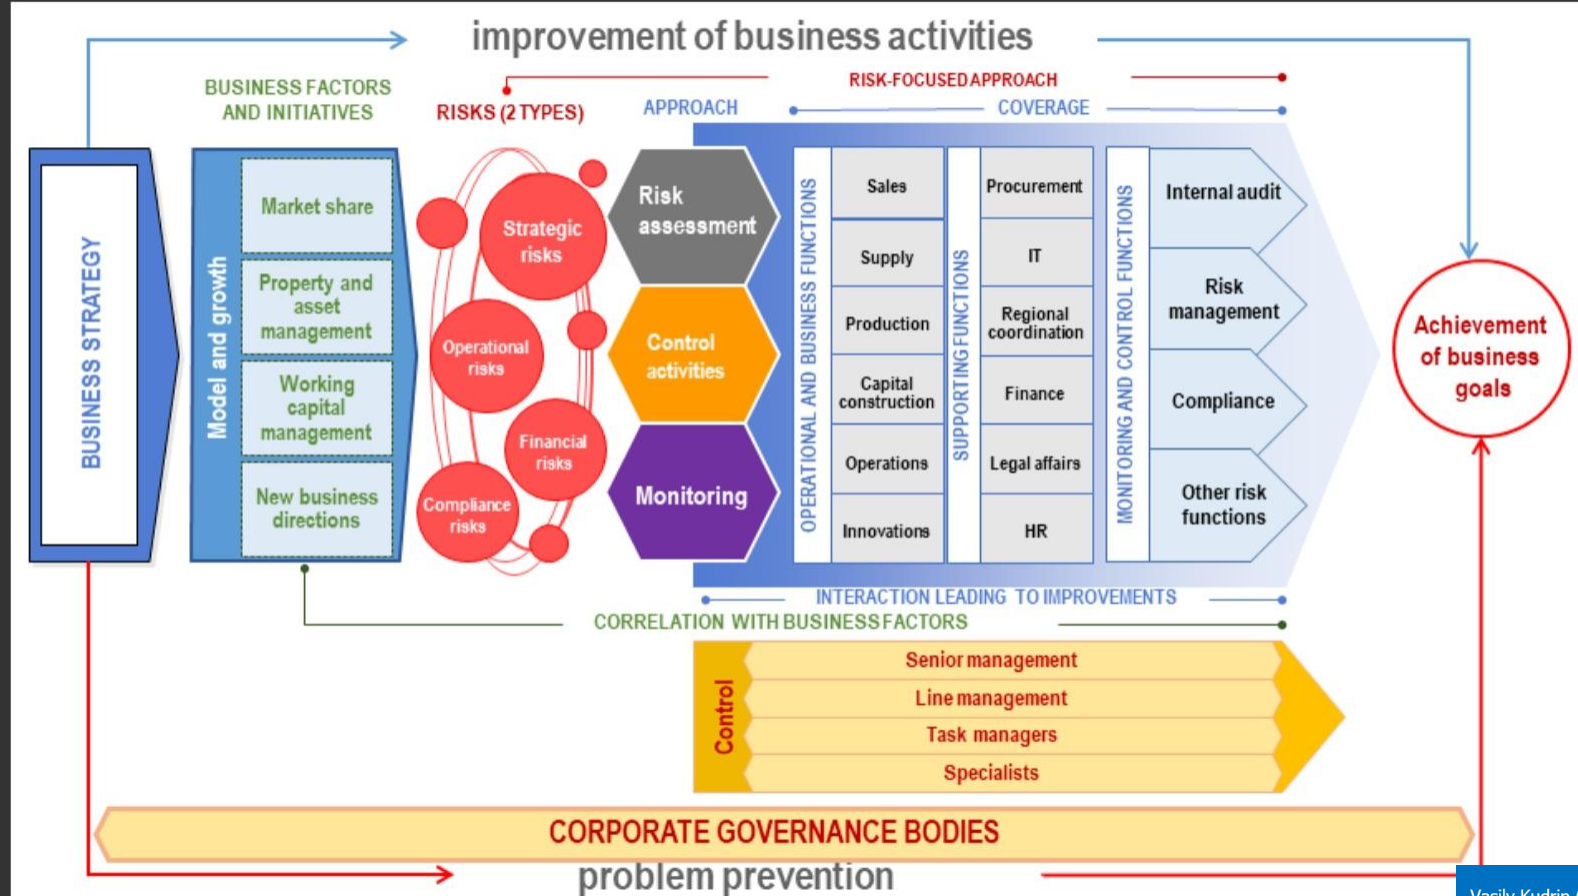 improvement of business activities
BUSINESS FACTORS
AND INITIATIVES
RISKS (2 TYPES)
RISK-FOCUSED APPROACH
APPROACH
COVERAGE
BUSINESS STRATEGY
Model and growth
Market share
Property and
asset
management
Working
capital
management
New business
directions
Strategic
risks
Operational
risks
Financial
risks
Compliance
risks
Risk
assessment
Control
activities
Monitoring
OPERATIONAL AND BUSINESS FUNCTIONS
Sales
Supply
Production
Capital
construction
Operations
Innovations
SUPPORTING FUNCTIONS
Procurement
IT
Regional
coordination
Finance
Legal affairs
HR
MONITORING AND CONTROL FUNCTIONS
Internal audit
Risk
management
Compliance
Other risk
functions
Achievement
of business
goals
INTERACTION LEADING TO IMPROVEMENTS
CORRELATION WITH BUSINESS FACTORS
Control
Senior management
Line management
Task managers
Specialists
CORPORATE GOVERNANCE BODIES
problem prevention
Vasily Kudrin